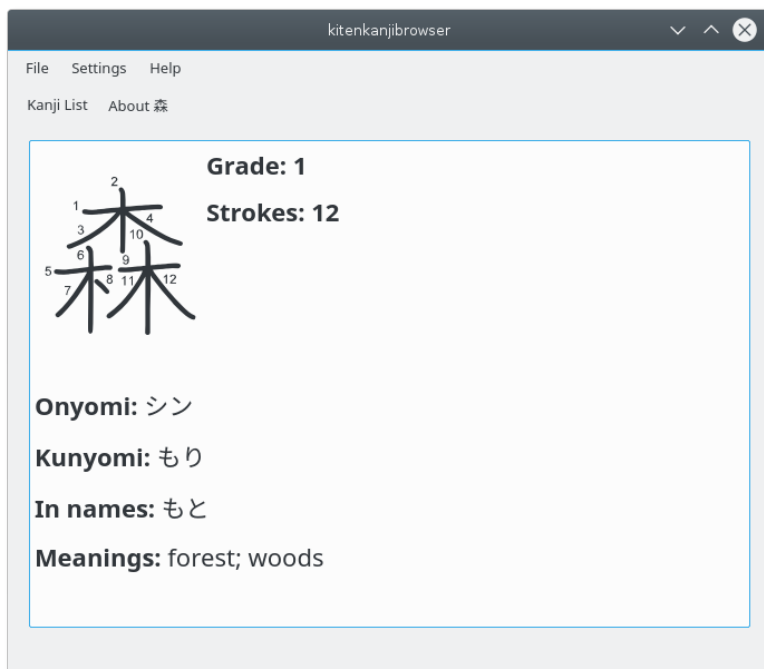 kitenkanjibrowser
File Settings Help
Kanji List About 森
森
1 2 3 4 5 6 7 8 9 10 11 12
Grade: 1
Strokes: 12
Onyomi: シン
Kunyomi: もり
In names: もと
Meanings: forest; woods